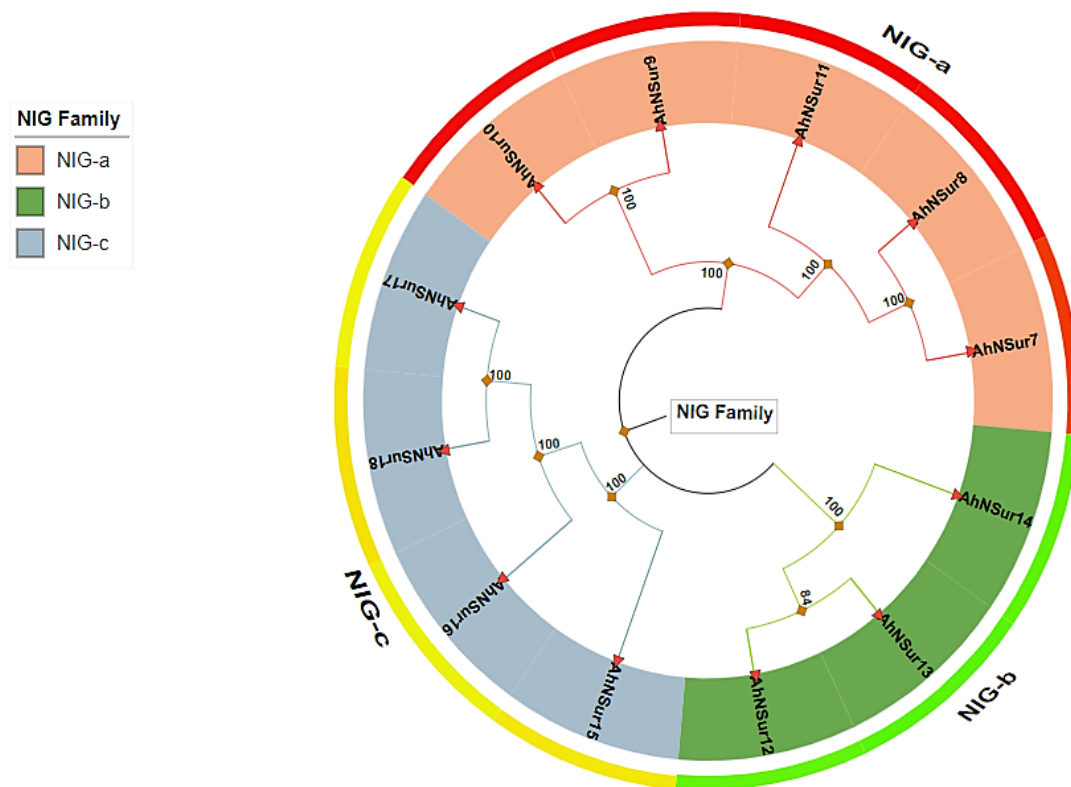 NIG Family
NIG-a
NIG-b
NIG-c
NIG-a
AhNSur10
AhNSur9
AhNSur11
AhNSur8
AhNSur7
100
100
100
100
NIG Family
AhNSur17
AhNSur18
AhNSur16
AhNSur15
100
100
100
NIG-c
AhNSur14
AhNSur13
AhNSur12
100
84
NIG-b